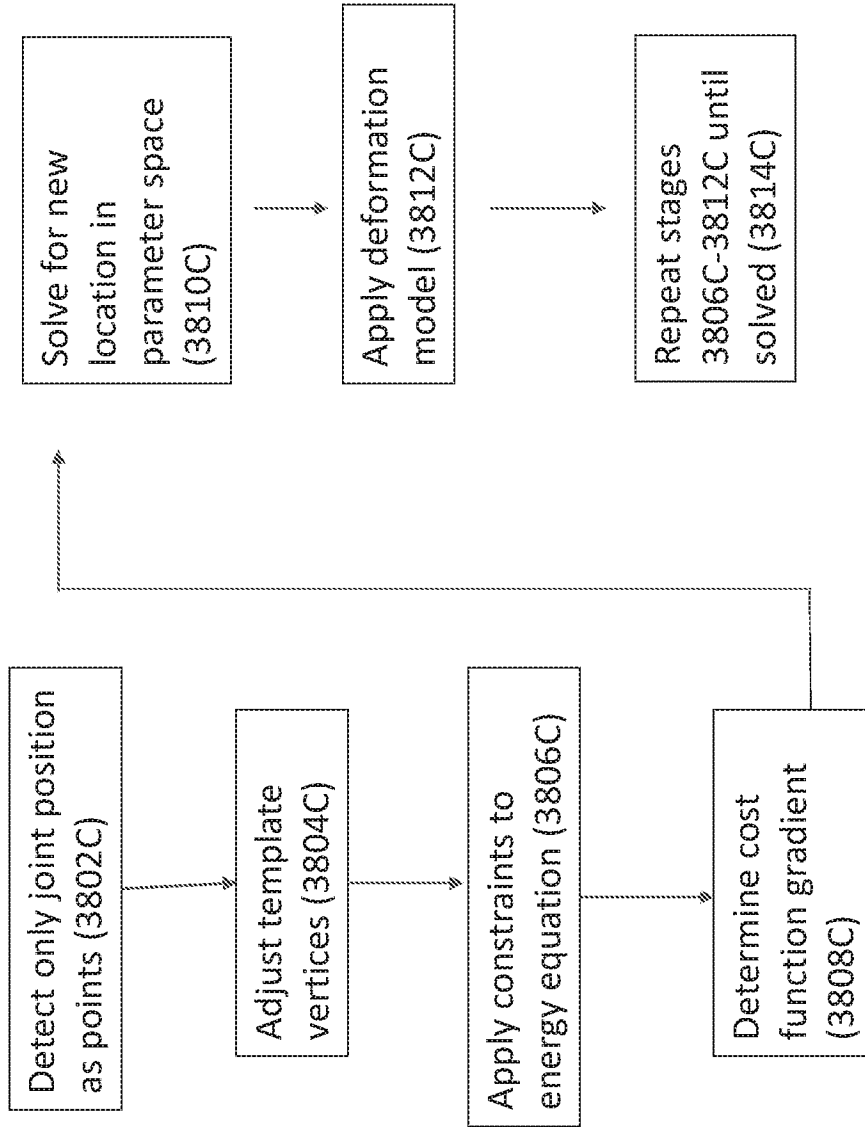 Detect only joint position
as points (3802C)
Adjust template
vertices (3804C)
Apply constraints to
energy equation (3806C)
Determine cost
function gradient
(3808C)
Solve for new
location in
parameter space
(3810C)
Apply deformation
model (3812C)
Repeat stages
3806C-3812C until
solved (3814C)